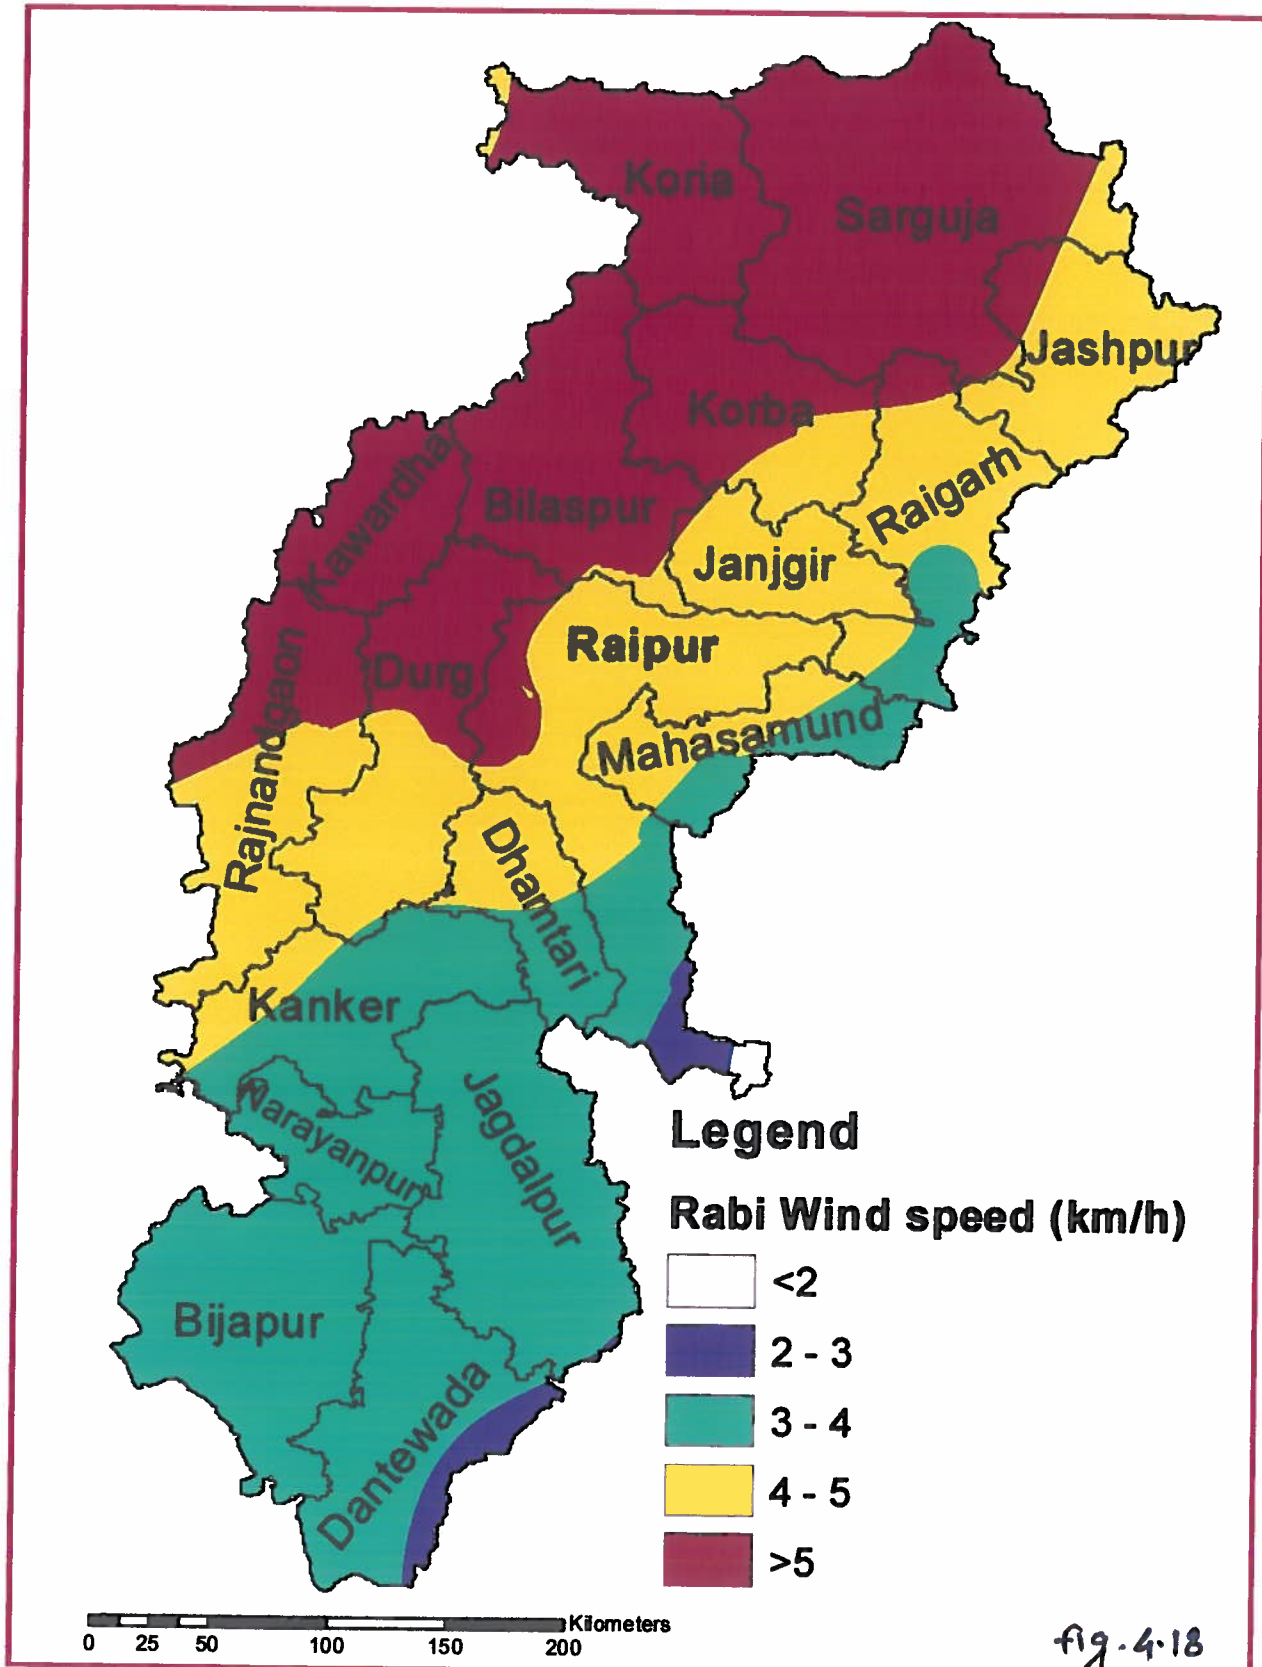 Koria
Sarguja
Jashpur
Korba
Kawardha
Bilaspur
Raigarh
Janjgir
Rajnandgaon
Durg
Raipur
Mahasamund
Dhamtari
Kanker
Narayanpur
Jagdalpur
Bijapur
Dantewada
Legend
Rabi Wind speed (km/h)
<2
2 - 3
3 - 4
4 - 5
>5
Kilometers
0 25 50 100 150 200
fig. 4.18